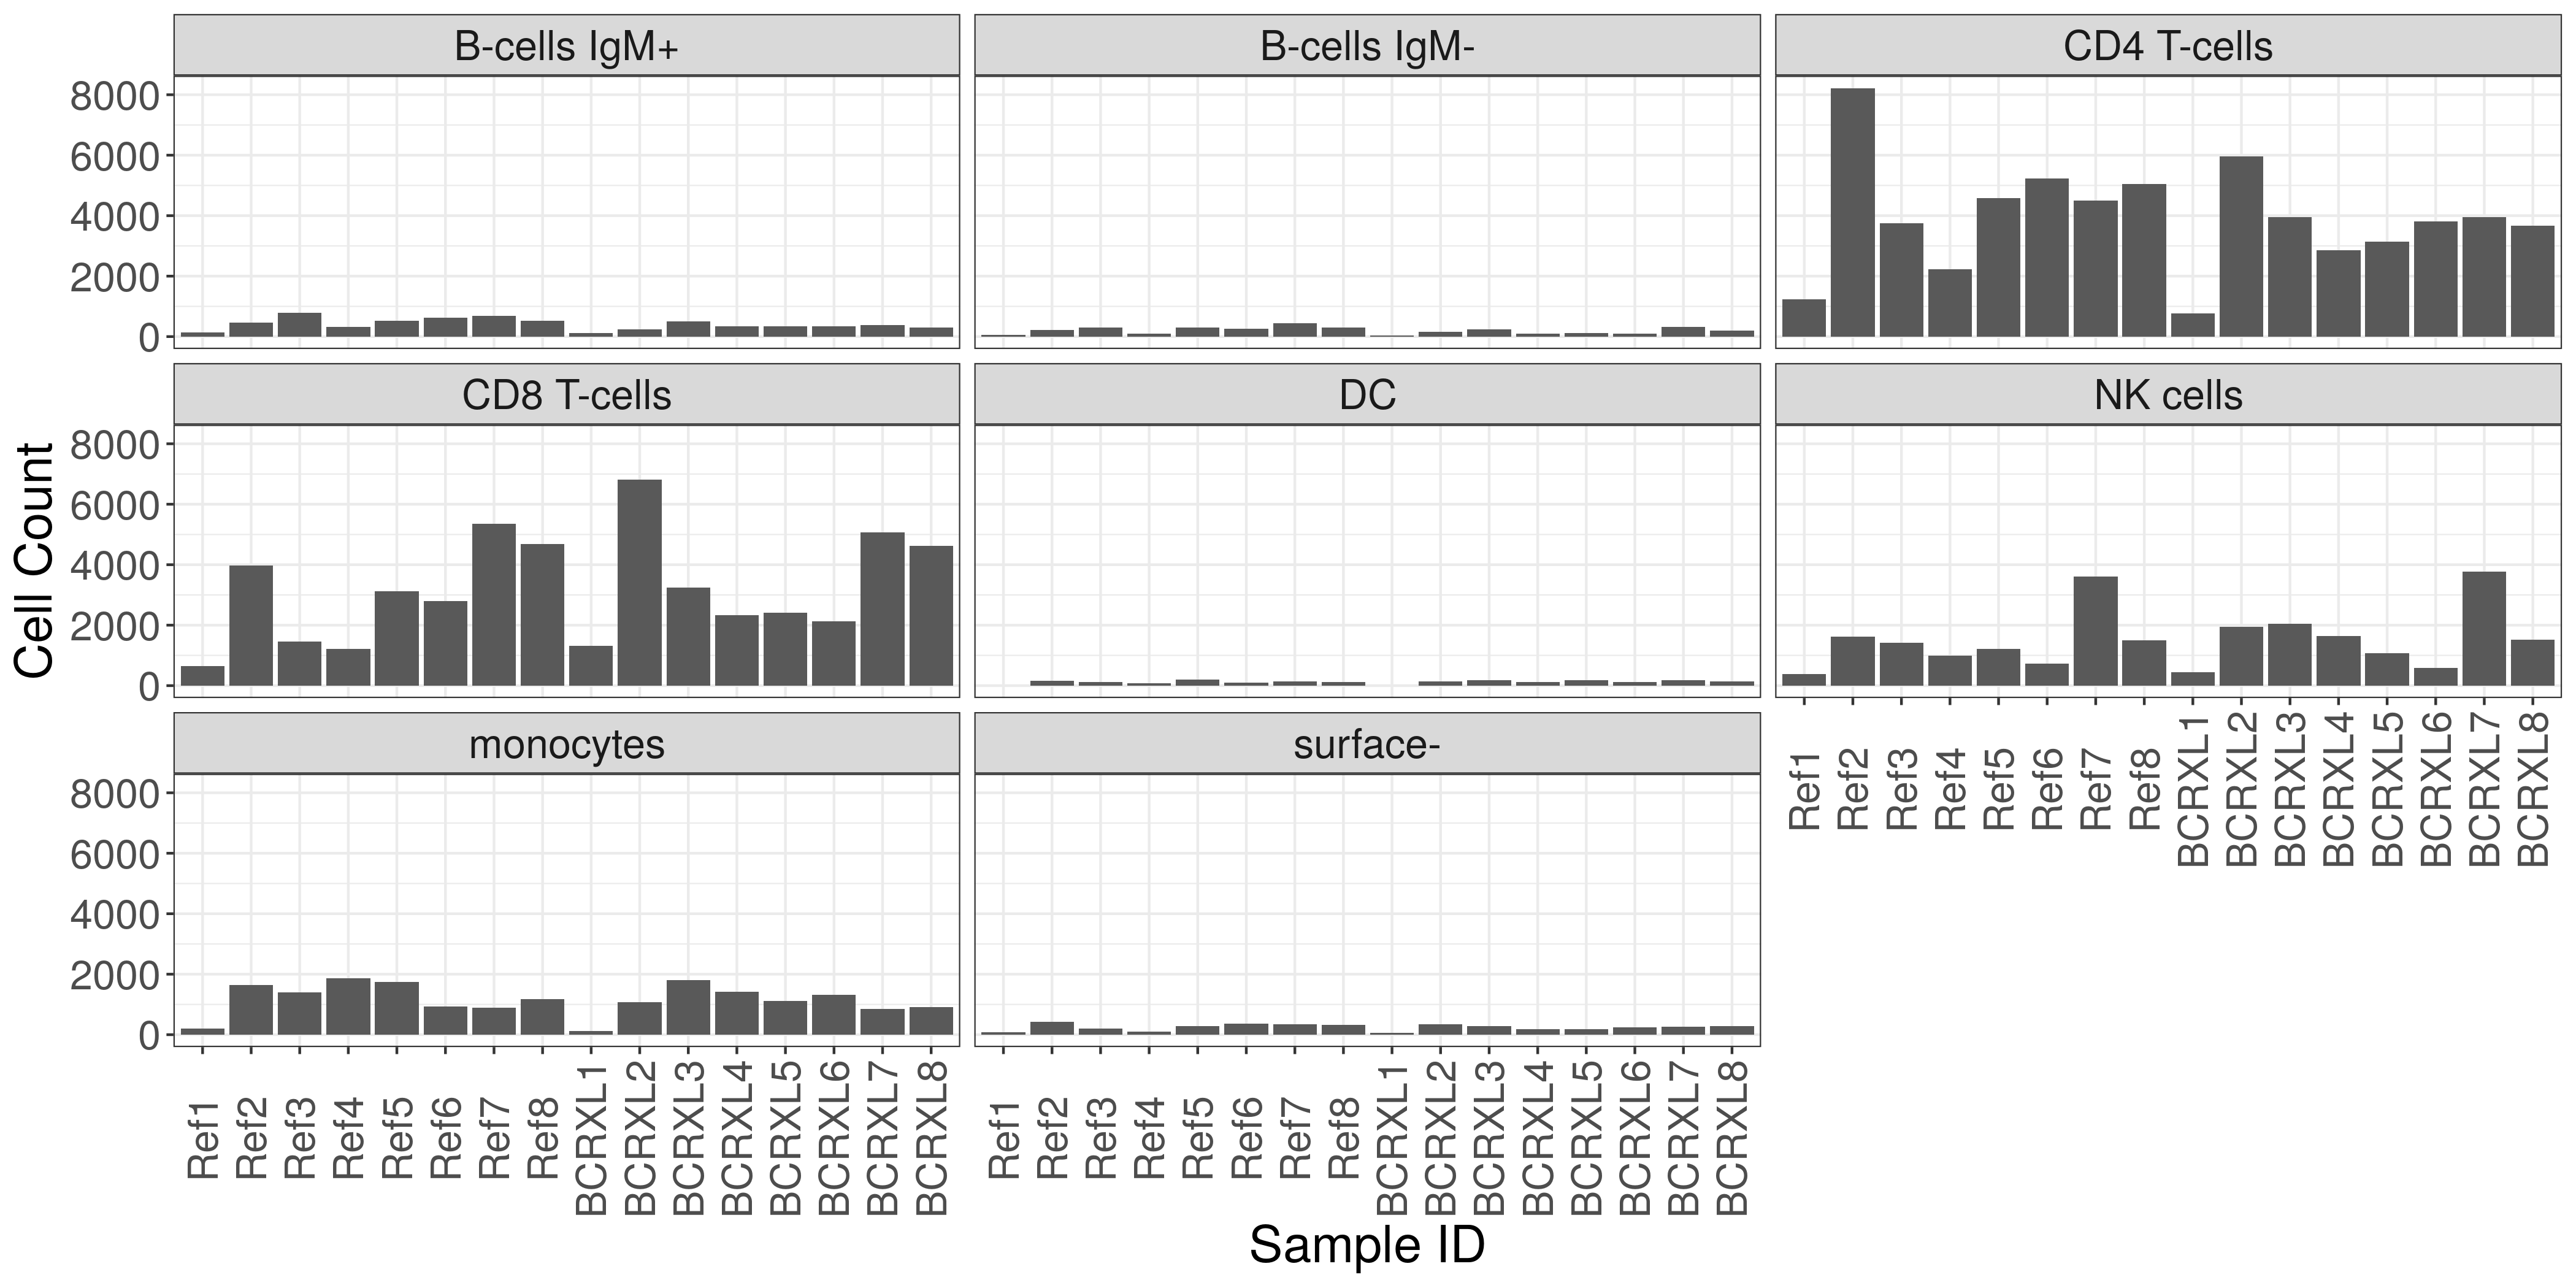 B-cells IgM+
B-cells IgM-
CD4 T-cells
8000
6000
4000
2000
0
CD8 T-cells
DC
NK cells
8000
6000
4000
2000
0
Cell Count
monocytes
surface-
8000
6000
4000
2000
0
Ref1
Ref2
Ref3
Ref4
Ref5
Ref6
Ref7
Ref8
BCRXL1
BCRXL2
BCRXL3
BCRXL4
BCRXL5
BCRXL6
BCRXL7
BCRXL8
Ref1
Ref2
Ref3
Ref4
Ref5
Ref6
Ref7
Ref8
BCRXL1
BCRXL2
BCRXL3
BCRXL4
BCRXL5
BCRXL6
BCRXL7
BCRXL8
Ref1
Ref2
Ref3
Ref4
Ref5
Ref6
Ref7
Ref8
BCRXL1
BCRXL2
BCRXL3
BCRXL4
BCRXL5
BCRXL6
BCRXL7
BCRXL8
Sample ID